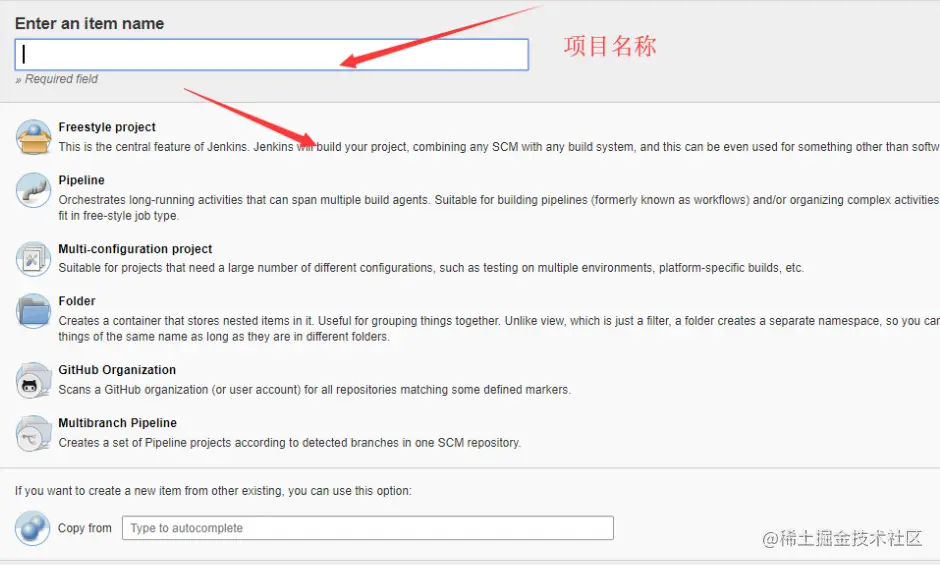 Enter an item name
项目名称
» Required field
Freestyle project
This is the central feature of Jenkins. Jenkins will build your project, combining any SCM with any build system, and this can be even used for something other than softw
Pipeline
Orchestrates long-running activities that can span multiple build agents. Suitable for building pipelines (formerly known as workflows) and/or organizing complex activities
fit in free-style job type.
Multi-configuration project
Suitable for projects that need a large number of different configurations, such as testing on multiple environments, platform-specific builds, etc.
Folder
Creates a container that stores nested items in it. Useful for grouping things together. Unlike view, which is just a filter, a folder creates a separate namespace, so you can
things of the same name as long as they are in different folders.
GitHub Organization
Scans a GitHub organization (or user account) for all repositories matching some defined markers.
Multibranch Pipeline
Creates a set of Pipeline projects according to detected branches in one SCM repository.
If you want to create a new item from other existing, you can use this option:
Copy from
Type to autocomplete
@稀土掘金技术社区